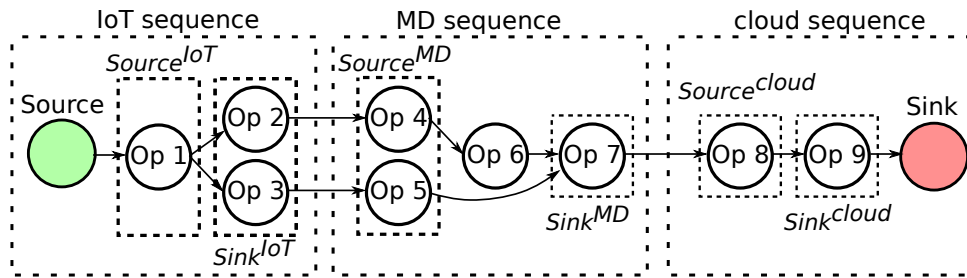 IoT sequence
MD sequence
cloud sequence
Source^IoT
Source^MD
Source^cloud
Source
Sink
Op 1
Op 2
Op 3
Op 4
Op 5
Op 6
Op 7
Op 8
Op 9
Sink^IoT
Sink^MD
Sink^cloud